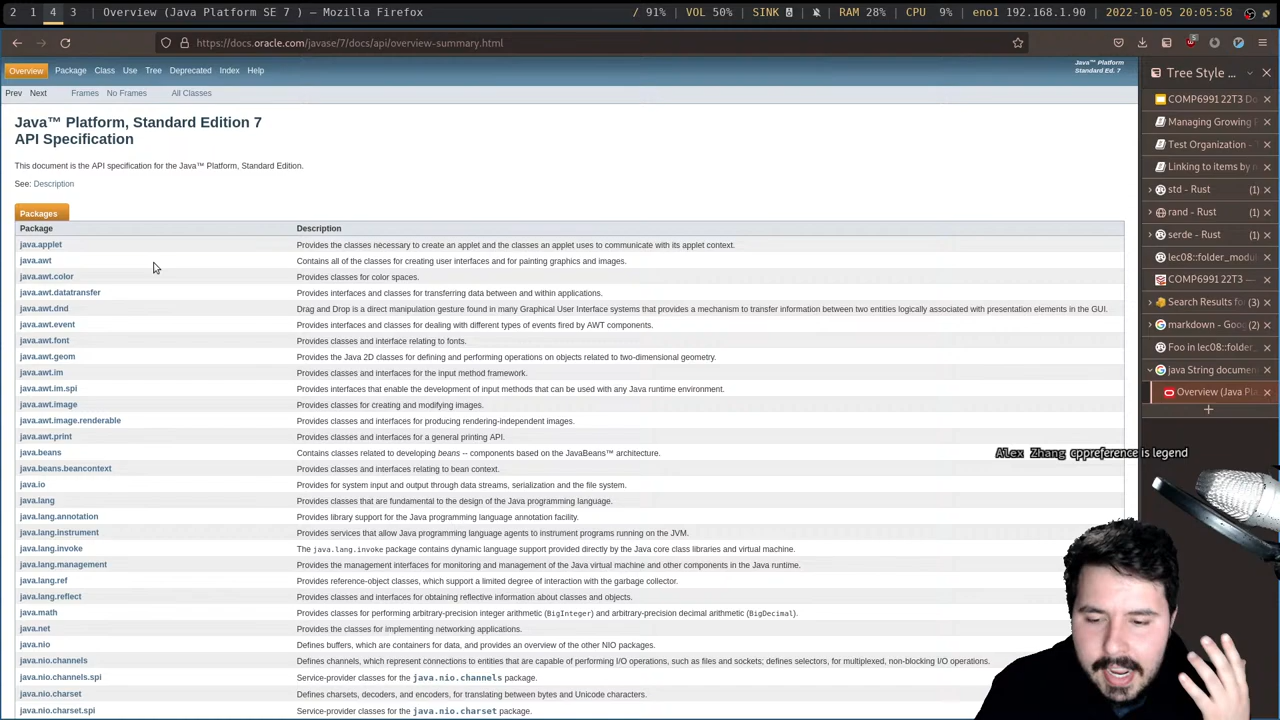 2 1 4 3 SE | Overview (Java Platform SE 7 ) — Mozilla Firefox
/ 91% VOL 50% SINK RAM 28% CPU 9% eno1 192.168.1.90 2022-10-05 20:05:58
https://docs.oracle.com/javase/7/docs/api/overview-summary.html
Overview Package Class Use Tree Deprecated Index Help
Java™ Platform
Standard Ed. 7
Prev Next Frames No Frames All Classes
Java™ Platform, Standard Edition 7
API Specification
This document is the API specification for the Java™ Platform, Standard Edition.
See: Description
Packages
Package Description
java.applet Provides the classes necessary to create an applet and the classes an applet uses to communicate with its applet context.
java.awt Contains all of the classes for creating user interfaces and for painting graphics and images.
java.awt.color Provides classes for color spaces.
java.awt.datatransfer Provides interfaces and classes for transferring data between and within applications.
java.awt.dnd Drag and Drop is a direct manipulation gesture found in many Graphical User Interface systems that provides a mechanism to transfer information between two entities logically associated with presentation elements in the GUI.
java.awt.event Provides interfaces and classes for dealing with different types of events fired by AWT components.
java.awt.font Provides classes and interface relating to fonts.
java.awt.geom Provides the Java 2D classes for defining and performing operations on objects related to two-dimensional geometry.
java.awt.im Provides classes and interfaces for the input method framework.
java.awt.im.spi Provides interfaces that enable the development of input methods that can be used with any Java runtime environment.
java.awt.image Provides classes for creating and modifying images.
java.awt.image.renderable Provides classes and interfaces for producing rendering-independent images.
java.awt.print Provides classes and interfaces for a general printing API.
java.beans Contains classes related to developing beans -- components based on the JavaBeans™ architecture.
java.beans.beancontext Provides classes and interfaces relating to bean context.
java.io Provides for system input and output through data streams, serialization and the file system.
java.lang Provides classes that are fundamental to the design of the Java programming language.
java.lang.annotation Provides library support for the Java programming language annotation facility.
java.lang.instrument Provides services that allow Java programming language agents to instrument programs running on the JVM.
java.lang.invoke The java.lang.invoke package contains dynamic language support provided directly by the Java core class libraries and virtual machine.
java.lang.management Provides the management interfaces for monitoring and management of the Java virtual machine and other components in the Java runtime.
java.lang.ref Provides reference-object classes, which support a limited degree of interaction with the garbage collector.
java.lang.reflect Provides classes and interfaces for obtaining reflective information about classes and objects.
java.math Provides classes for performing arbitrary-precision integer arithmetic (BigInteger) and arbitrary-precision decimal arithmetic (BigDecimal).
java.net Provides the classes for implementing networking applications.
java.nio Defines buffers, which are containers for data, and provides an overview of the other NIO packages.
java.nio.channels Defines channels, which represent connections to entities that are capable of performing I/O operations, such as files and sockets; defines selectors, for multiplexed, non-blocking I/O operations.
java.nio.channels.spi Service-provider classes for the java.nio.channels package.
java.nio.charset Defines charsets, decoders, and encoders, for translating between bytes and Unicode characters.
java.nio.charset.spi Service-provider classes for the java.nio.charset package.
Tree Style ...
COMP6991 22T3 Do
Managing Growing
Test Organization -
Linking to items by n
std - Rust (1)
rand - Rust (1)
serde - Rust (1)
lec08::folder_modu
COMP6991 22T3 —
Search Results fo (3)
markdown - Goog (2)
Foo in lec08::folder_
java String documen
Overview (Java Pla
Alex Zhang cppreference is legend